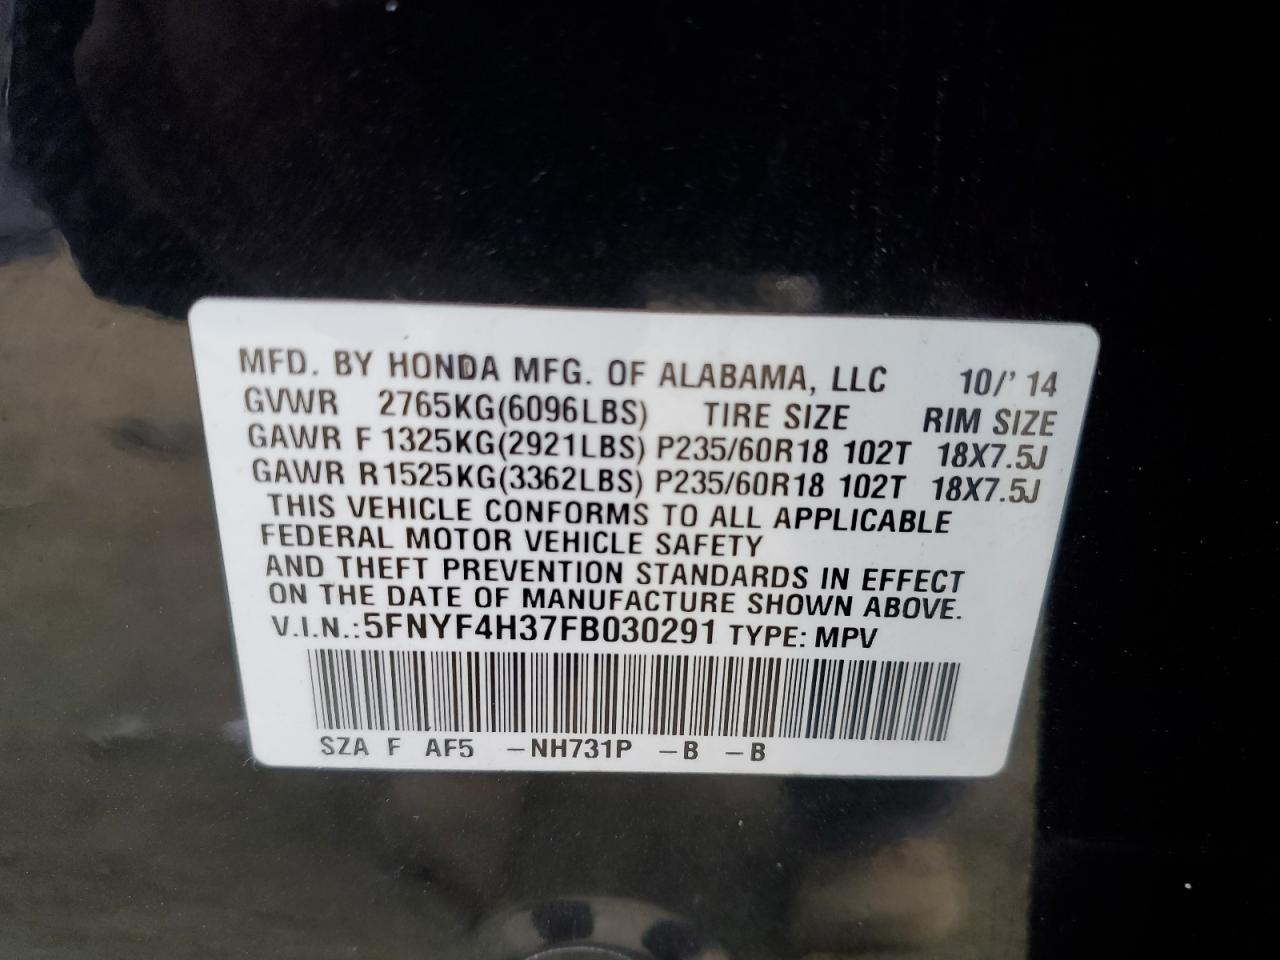 MFD. BY HONDA MFG. OF ALABAMA, LLC 10/' 14
GVWR 2765KG(6096LBS) TIRE SIZE RIM SIZE
GAWR F 1325KG(2921LBS) P235/60R18 102T 18X7.5J
GAWR R1525KG(3362LBS) P235/60R18 102T 18X7.5J
THIS VEHICLE CONFORMS TO ALL APPLICABLE
FEDERAL MOTOR VEHICLE SAFETY
AND THEFT PREVENTION STANDARDS IN EFFECT
ON THE DATE OF MANUFACTURE SHOWN ABOVE.
V.I.N.:5FNYF4H37FB030291 TYPE: MPV
SZA F AF5 -NH731P -B -B